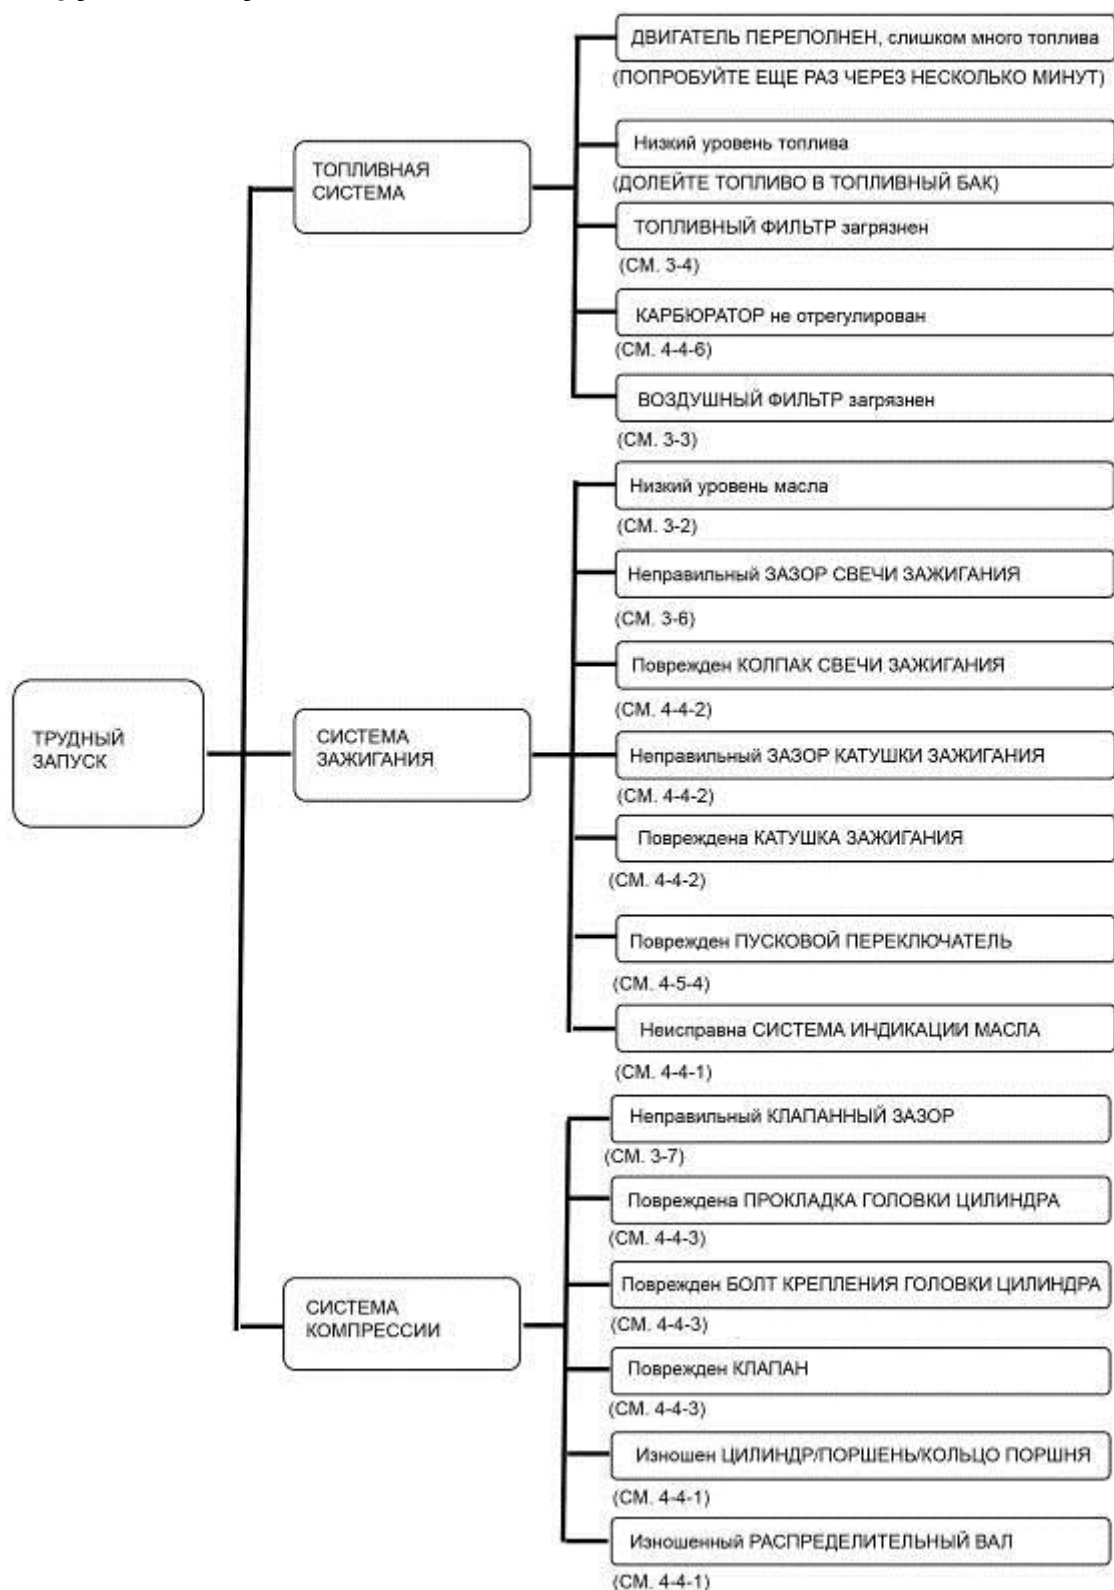 ДВИГАТЕЛЬ ПЕРЕПОЛНЕН, слишком много топлива
(ПОПРОБУЙТЕ ЕЩЕ РАЗ ЧЕРЕЗ НЕСКОЛЬКО МИНУТ)
Низкий уровень топлива
(ДОЛЕЙТЕ ТОПЛИВО В ТОПЛИВНЫЙ БАК)
ТОПЛИВНАЯ
СИСТЕМА
ТОПЛИВНЫЙ ФИЛЬТР загрязнен
(СМ. 3-4)
КАРБЮРАТОР не отрегулирован
(СМ. 4-4-6)
ВОЗДУШНЫЙ ФИЛЬТР загрязнен
(СМ. 3-3)
Низкий уровень масла
(СМ. 3-2)
Неправильный ЗАЗОР СВЕЧИ ЗАЖИГАНИЯ
(СМ. 3-6)
Поврежден КОЛПАК СВЕЧИ ЗАЖИГАНИЯ
(СМ. 4-4-2)
ТРУДНЫЙ
ЗАПУСК
СИСТЕМА
ЗАЖИГАНИЯ
Неправильный ЗАЗОР КАТУШКИ ЗАЖИГАНИЯ
(СМ. 4-4-2)
Повреждена КАТУШКА ЗАЖИГАНИЯ
(СМ. 4-4-2)
Поврежден ПУСКОВОЙ ПЕРЕКЛЮЧАТЕЛЬ
(СМ. 4-5-4)
Неисправна СИСТЕМА ИНДИКАЦИИ МАСЛА
(СМ. 4-4-1)
Неправильный КЛАПАННЫЙ ЗАЗОР
(СМ. 3-7)
Повреждена ПРОКЛАДКА ГОЛОВКИ ЦИЛИНДРА
(СМ. 4-4-3)
Поврежден БОЛТ КРЕПЛЕНИЯ ГОЛОВКИ ЦИЛИНДРА
(СМ. 4-4-3)
СИСТЕМА
КОМПРЕССИИ
Поврежден КЛАПАН
(СМ. 4-4-3)
Изношен ЦИЛИНДР/ПОРШЕНЬ/КОЛЬЦО ПОРШНЯ
(СМ. 4-4-1)
Изношенный РАСПРЕДЕЛИТЕЛЬНЫЙ ВАЛ
(СМ. 4-4-1)